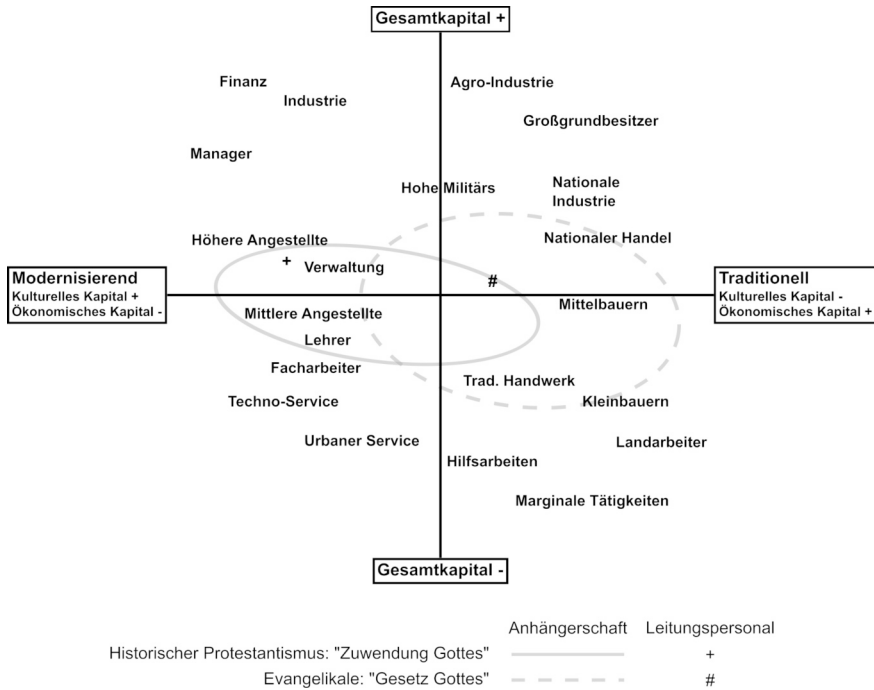 Gesamtkapital +
Finanz
Agro-Industrie
Industrie
Großgrundbesitzer
Manager
Hohe Militärs
Nationale
Industrie
Höhere Angestellte
Nationaler Handel
+
Verwaltung
#
Modernisierend
Kulturelles Kapital +
Ökonomisches Kapital -
Traditionell
Kulturelles Kapital -
Ökonomisches Kapital +
Mittelbauern
Mittlere Angestellte
Lehrer
Facharbeiter
Trad. Handwerk
Techno-Service
Kleinbauern
Urbaner Service
Landarbeiter
Hilfsarbeiten
Marginale Tätigkeiten
Gesamtkapital -
Anhängerschaft Leitungspersonal
Historischer Protestantismus: "Zuwendung Gottes" +
Evangelikale: "Gesetz Gottes" #